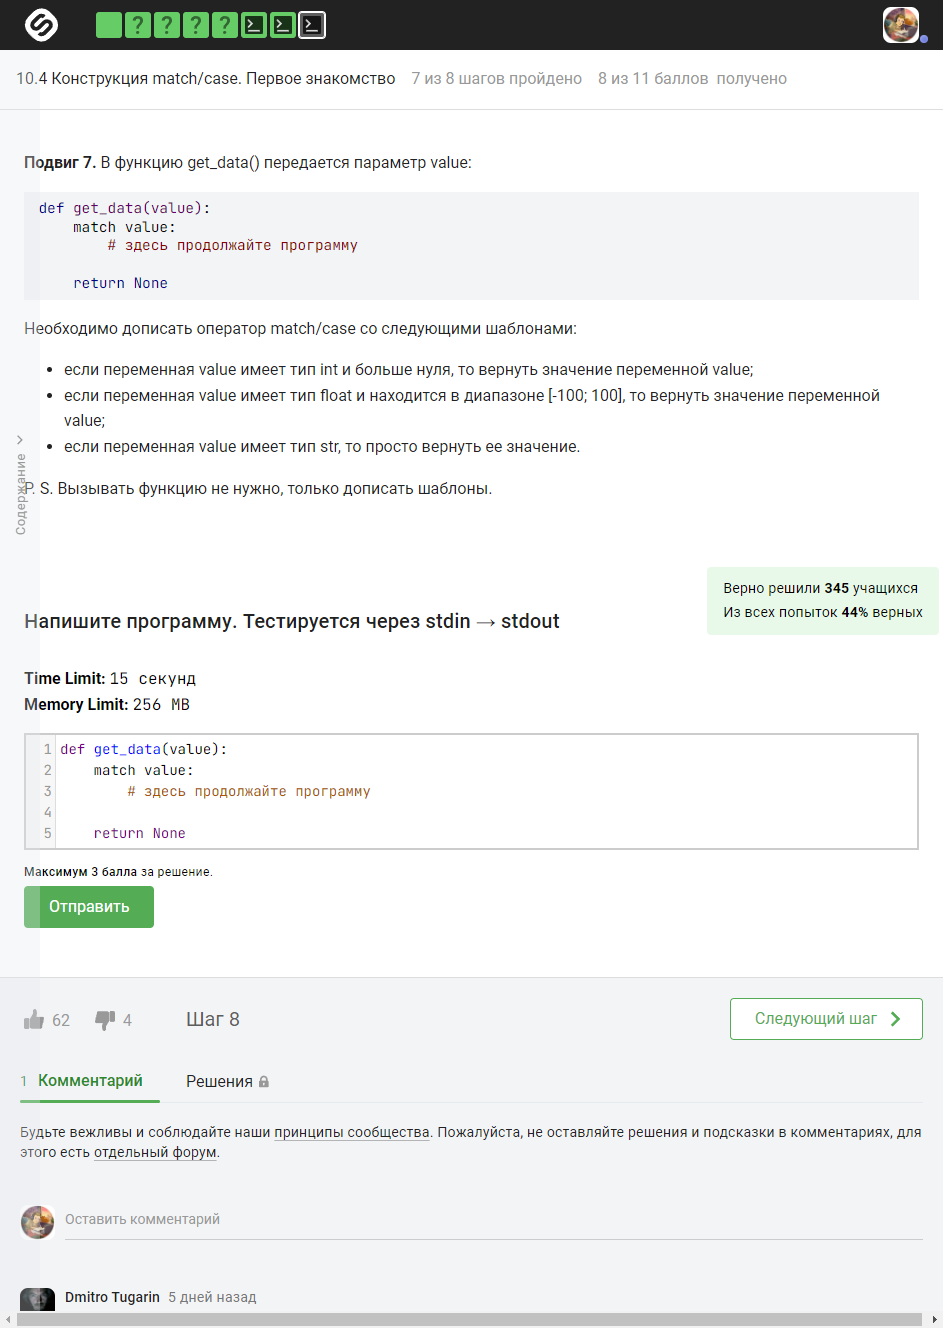 ? ? ? ?
10.4 Конструкция match/case. Первое знакомство 7 из 8 шагов пройдено 8 из 11 баллов получено
Подвиг 7. В функцию get_data() передается параметр value:
def get_data(value):
match value:
# здесь продолжайте программу
return None
Необходимо дописать оператор match/case со следующими шаблонами:
• если переменная value имеет тип int и больше нуля, то вернуть значение переменной value;
• если переменная value имеет тип float и находится в диапазоне [-100; 100], то вернуть значение переменной
value;
• если переменная value имеет тип str, то просто вернуть ее значение.
P. S. Вызывать функцию не нужно, только дописать шаблоны.
Содержание
Верно решили 345 учащихся
Из всех попыток 44% верных
Напишите программу. Тестируется через stdin → stdout
Time Limit: 15 секунд
Memory Limit: 256 MB
1 def get_data(value):
2 match value:
3 # здесь продолжайте программу
4
5 return None
Максимум 3 балла за решение.
Отправить
62 4 Шаг 8 Следующий шаг
1 Комментарий Решения
Будьте вежливы и соблюдайте наши принципы сообщества. Пожалуйста, не оставляйте решения и подсказки в комментариях, для
этого есть отдельный форум.
Оставить комментарий
Dmitro Tugarin 5 дней назад